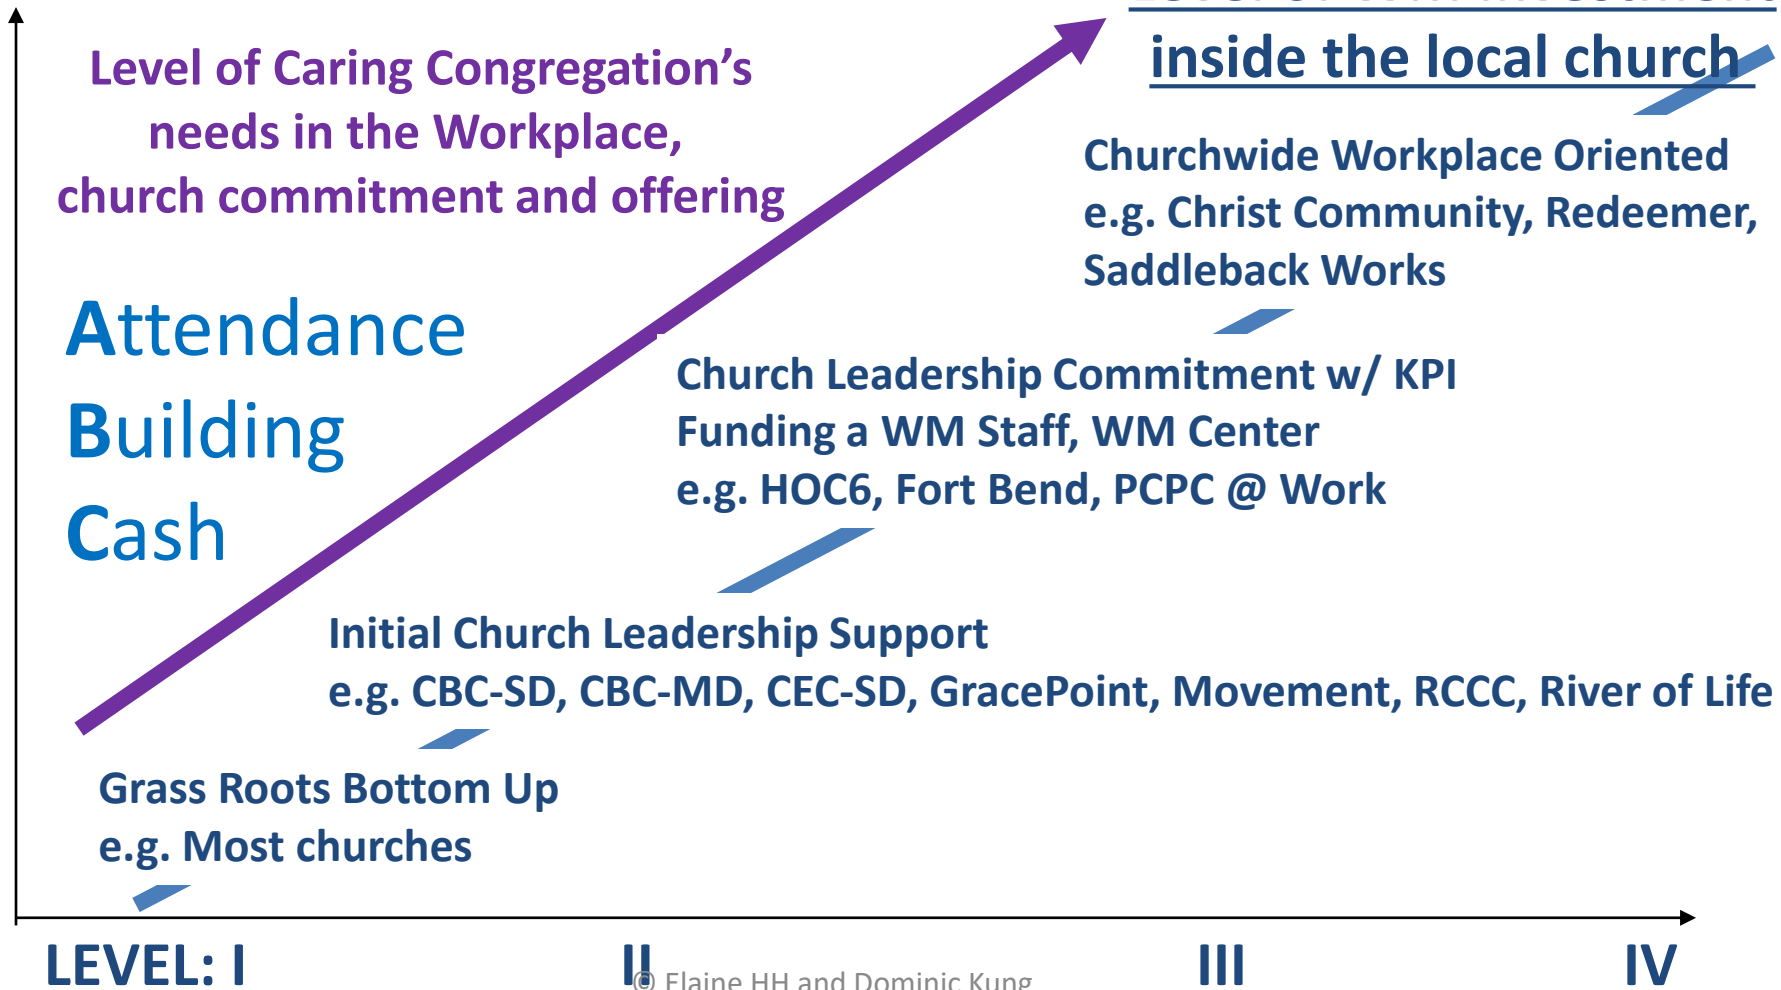 inside the local church
Level of Caring Congregation's
needs in the Workplace,
church commitment and offering
Churchwide Workplace Oriented
e.g. Christ Community, Redeemer,
Saddleback Works
Attendance
Building
Cash
Church Leadership Commitment w/ KPI
Funding a WM Staff, WM Center
e.g. HOC6, Fort Bend, PCPC @ Work
Initial Church Leadership Support
e.g. CBC-SD, CBC-MD, CEC-SD, GracePoint, Movement, RCCC, River of Life
Grass Roots Bottom Up
e.g. Most churches
LEVEL: I II III IV
© Elaine HH and Dominic Kung